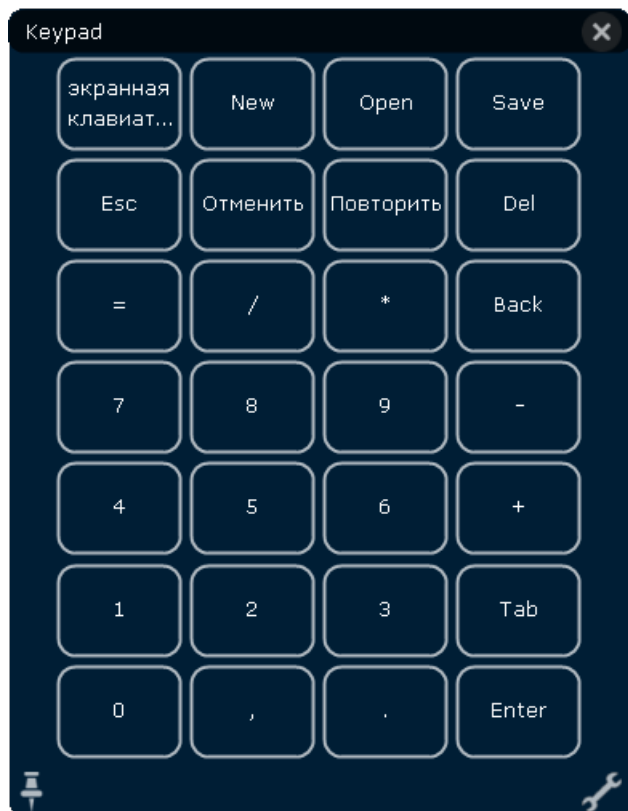 Keypad
экранная
клавиат...
New
Open
Save
Esc
Отменить
Повторить
Del
=
/
*
Back
7
8
9
-
4
5
6
+
1
2
3
Tab
0
,
.
Enter